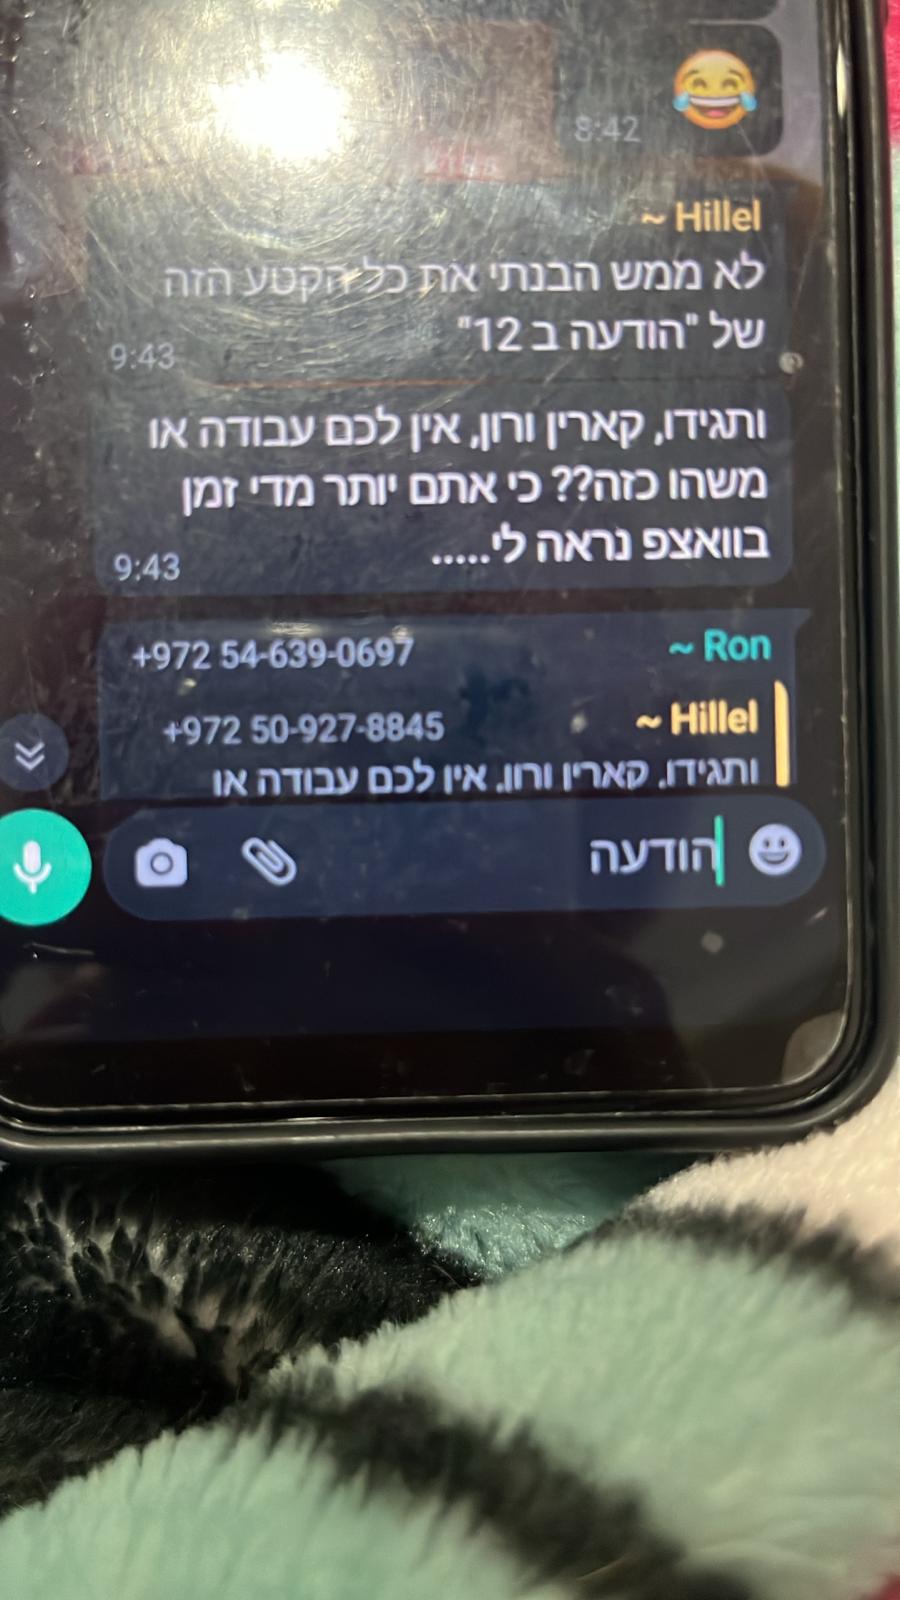 8:42
~ Hillel
לא ממש הבנתי את כל הקטע הזה
של "הודעה ב 12"
9:43
ותגידו, קארין ורון, אין לכם עבודה או
משהו כזה?? כי אתם יותר מדי זמן
בוואצפ נראה לי.....
9:43
~ Ron +972 54-639-0697
~ Hillel +972 50-927-8845
ותגידו, קארין ורון, אין לכם עבודה או
הודעה